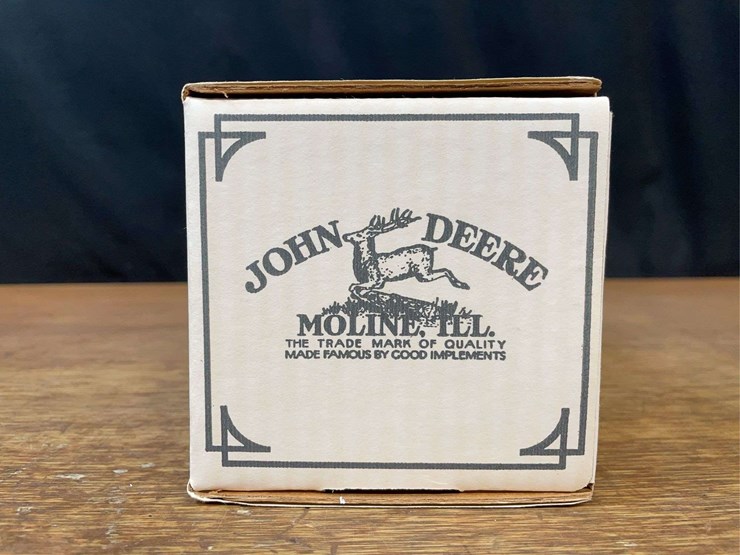 JOHN DEERE
MOLINE, ILL.
THE TRADE MARK OF QUALITY
MADE FAMOUS BY GOOD IMPLEMENTS